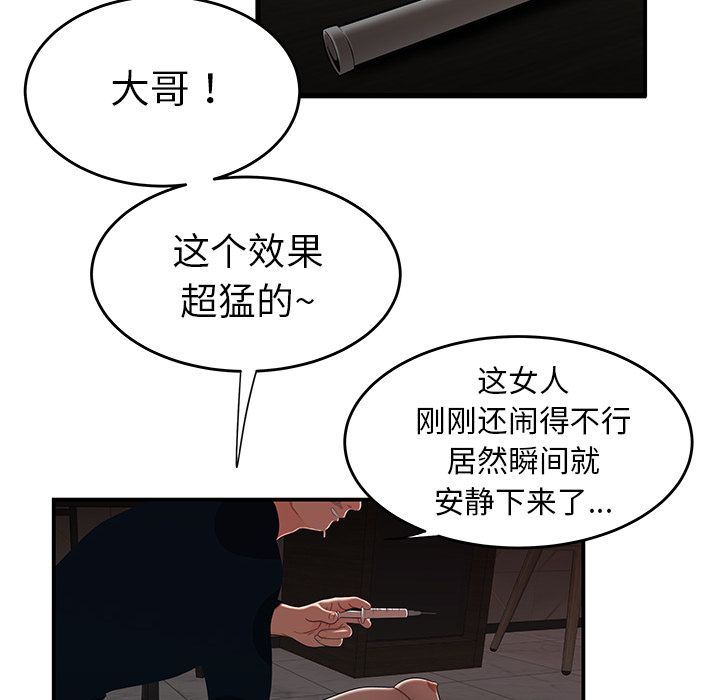 大哥！
这个效果
超猛的~
这女人
刚刚还闹得不行
居然瞬间就
安静下来了...